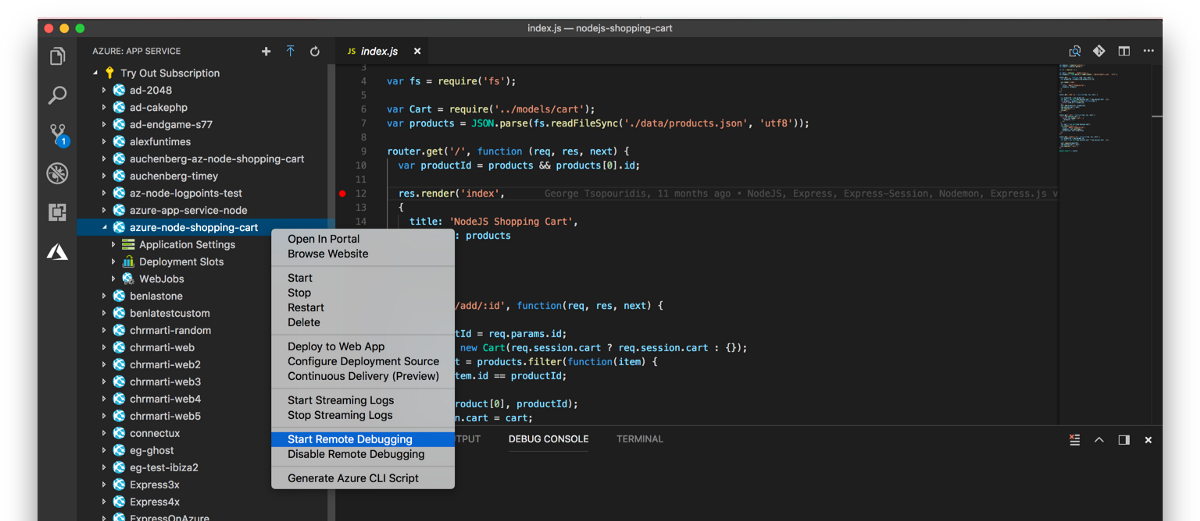 index.js — nodejs-shopping-cart
AZURE: APP SERVICE
Try Out Subscription
ad-2048
ad-cakephp
ad-endgame-s77
alexfuntimes
auchenberg-az-node-shopping-cart
auchenberg-timey
az-node-logpoints-test
azure-app-service-node
azure-node-shopping-cart
Application Settings
Deployment Slots
WebJobs
benlastone
benlatestcustom
chrmarti-random
chrmarti-web
chrmarti-web2
chrmarti-web3
chrmarti-web4
chrmarti-web5
connectux
eg-ghost
eg-test-ibiza2
Express3x
Express4x
ExpressOnAzure
1
JS index.js
3
4 var fs = require('fs');
5
6 var Cart = require('../models/cart');
7 var products = JSON.parse(fs.readFileSync('./data/products.json', 'utf8'));
8
9 router.get('/', function (req, res, next) {
10 var productId = products && products[0].id;
11
12 res.render('index', George Tsopouridis, 11 months ago • NodeJS, Express, Express-Session, Nodemon, Express.js v
13 {
14 title: 'NodeJS Shopping Cart',
: products
/add/:id', function(req, res, next) {
tId = req.params.id;
new Cart(req.session.cart ? req.session.cart : {});
t = products.filter(function(item) {
tem.id == productId;
roduct[0], productId);
n.cart = cart;
Open In Portal
Browse Website
Start
Stop
Restart
Delete
Deploy to Web App
Configure Deployment Source
Continuous Delivery (Preview)
Start Streaming Logs
Stop Streaming Logs
Start Remote Debugging
Disable Remote Debugging
Generate Azure CLI Script
TPUT DEBUG CONSOLE TERMINAL